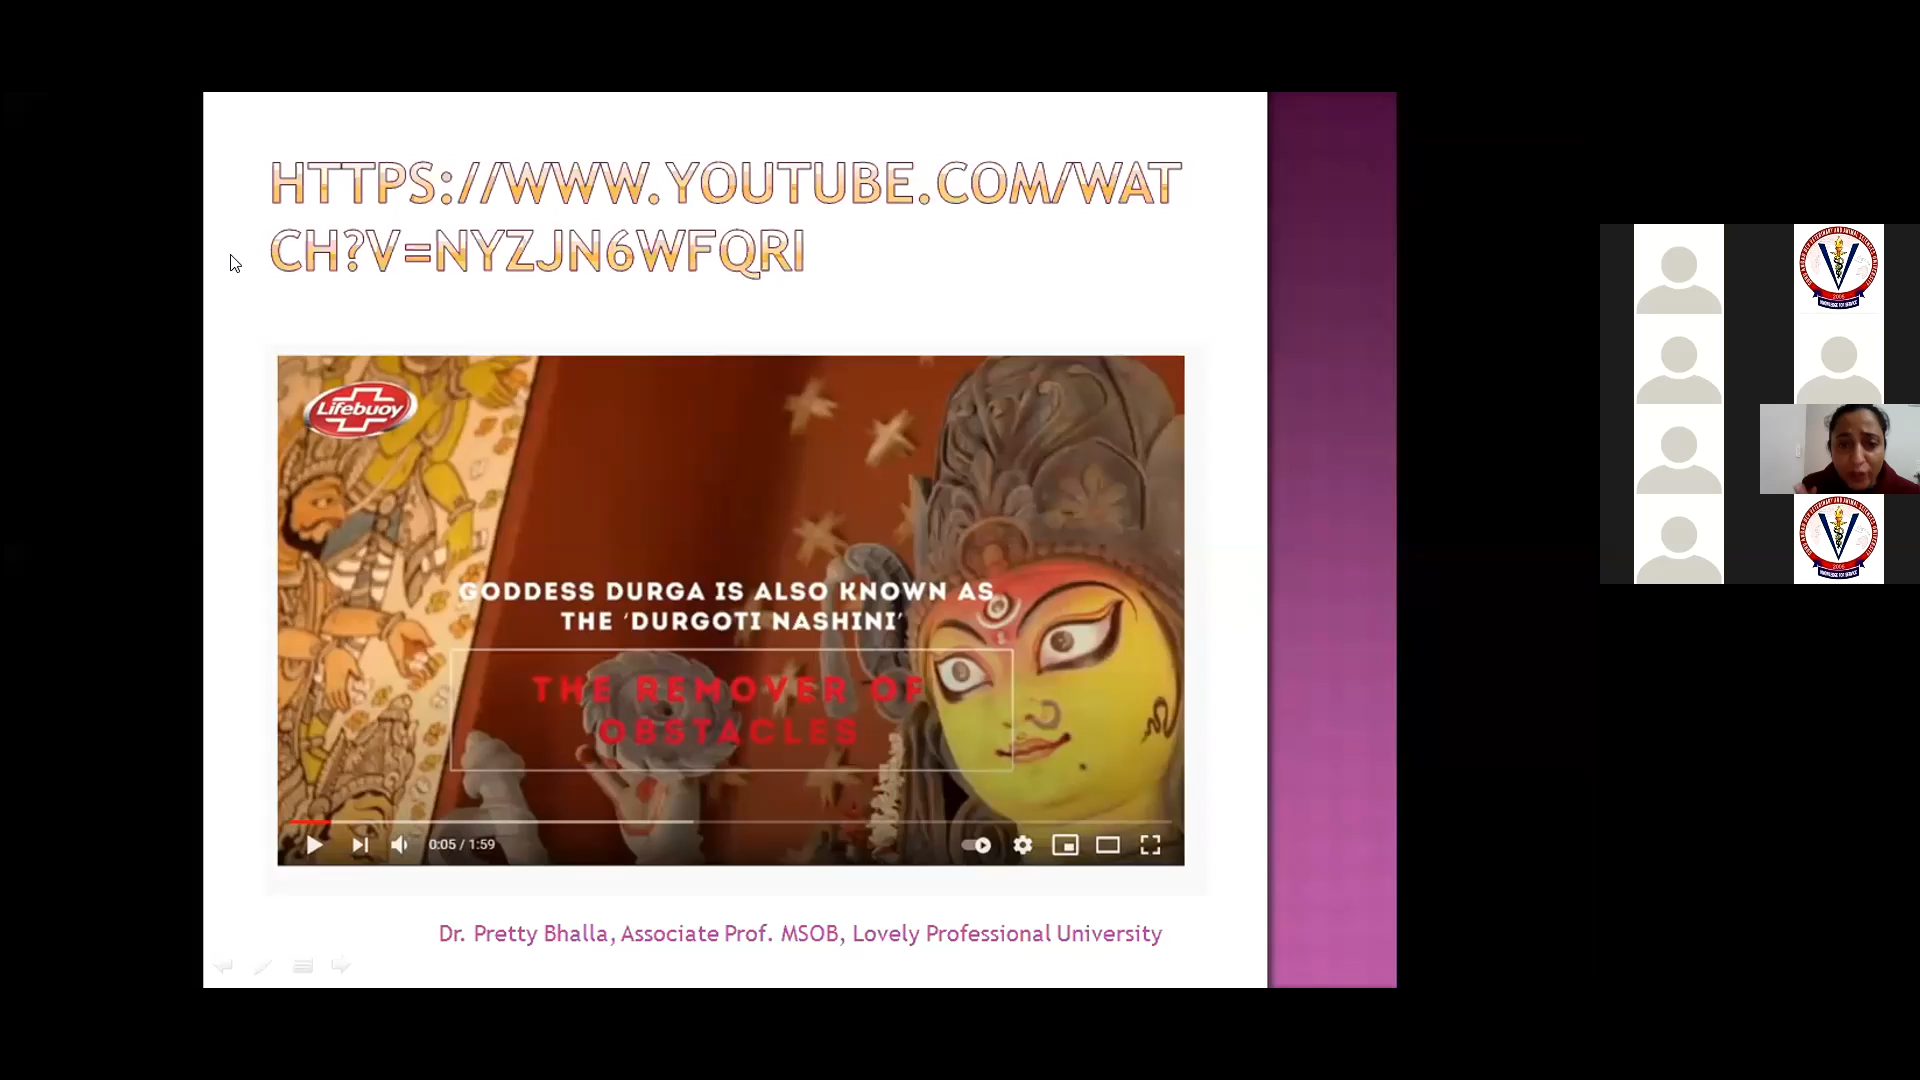 HTTPS://WWW.YOUTUBE.COM/WAT
CH?V=NYZJN6WFQRI
Lifebuoy
GODDESS DURGA IS ALSO KNOWN AS
THE ‘DURGOTI NASHINI’
THE REMOVER OF
OBSTACLES
0:05 / 1:59
Dr. Pretty Bhalla, Associate Prof. MSOB, Lovely Professional University